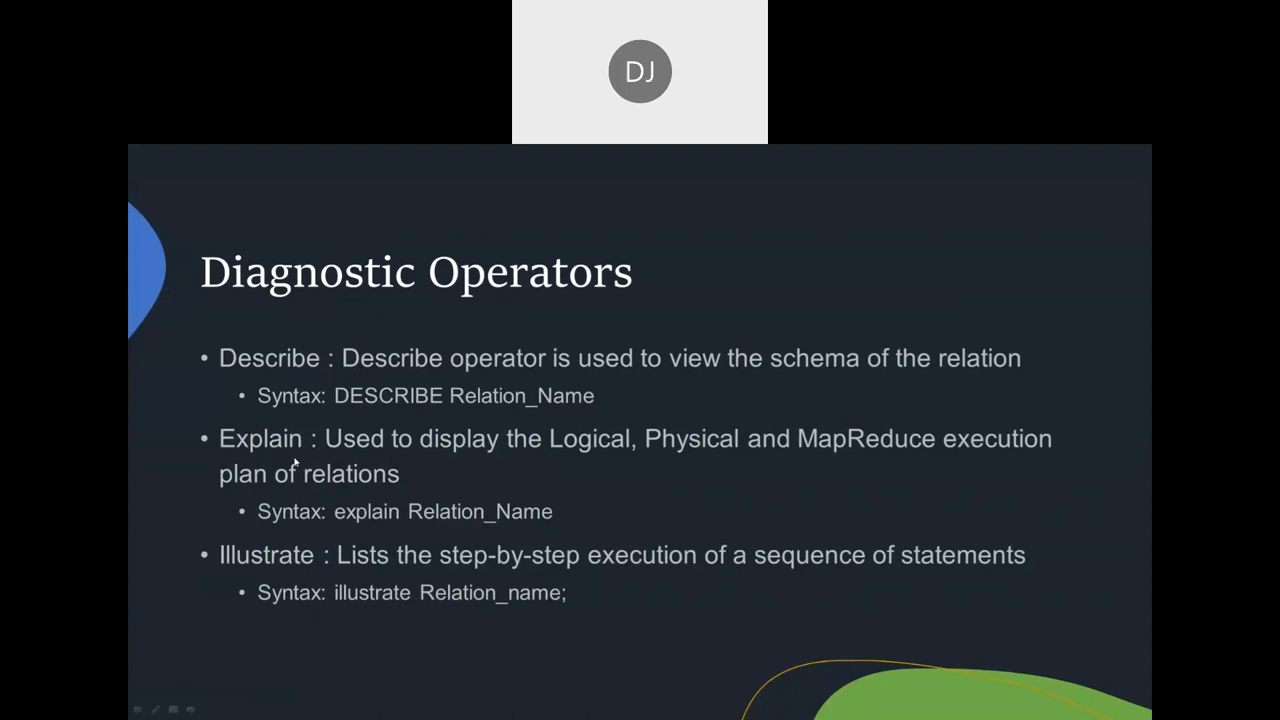 DJ
Diagnostic Operators
• Describe : Describe operator is used to view the schema of the relation
• Syntax: DESCRIBE Relation_Name
• Explain : Used to display the Logical, Physical and MapReduce execution
plan of relations
• Syntax: explain Relation_Name
• Illustrate : Lists the step-by-step execution of a sequence of statements
• Syntax: illustrate Relation_name;